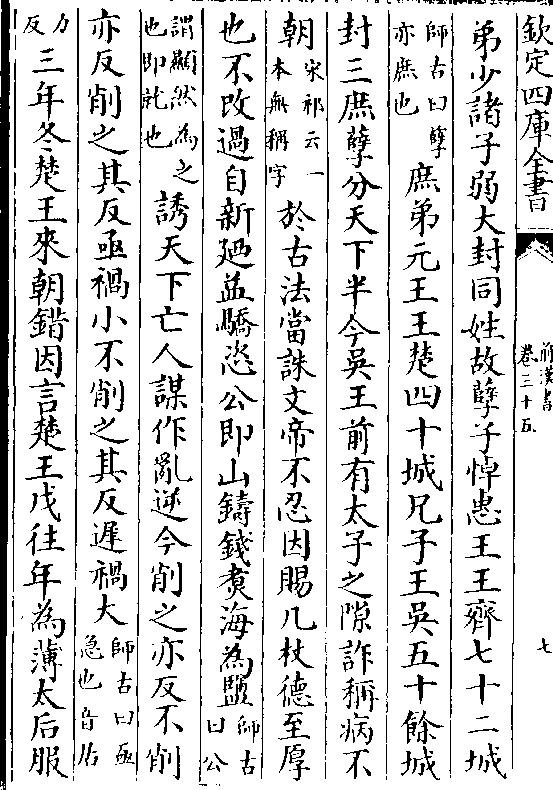 欽定四庫全書
前漢書
卷三十五
七
弟少諸子弱大封同姓故孽子悼惠王王齊七十二城
師古曰孽亦庶也庶弟元王王楚四十城兄子王吳五十餘城
封三庶孽分天下半今吳王前有太子之隙詐稱病不
朝宋祁云一本無稱字於古法當誅文帝不忍因賜几杖德至厚
也不改過自新廼益驕恣公即山鑄錢煑海為鹽師古曰公
謂顯然為之也即就也誘天下亡人謀作亂逆今削之亦反不削
亦反削之其反亟禍小不削之其反遲禍大師古曰亟急也音居
力反三年冬楚王來朝錯因言楚王戊往年為薄太后服